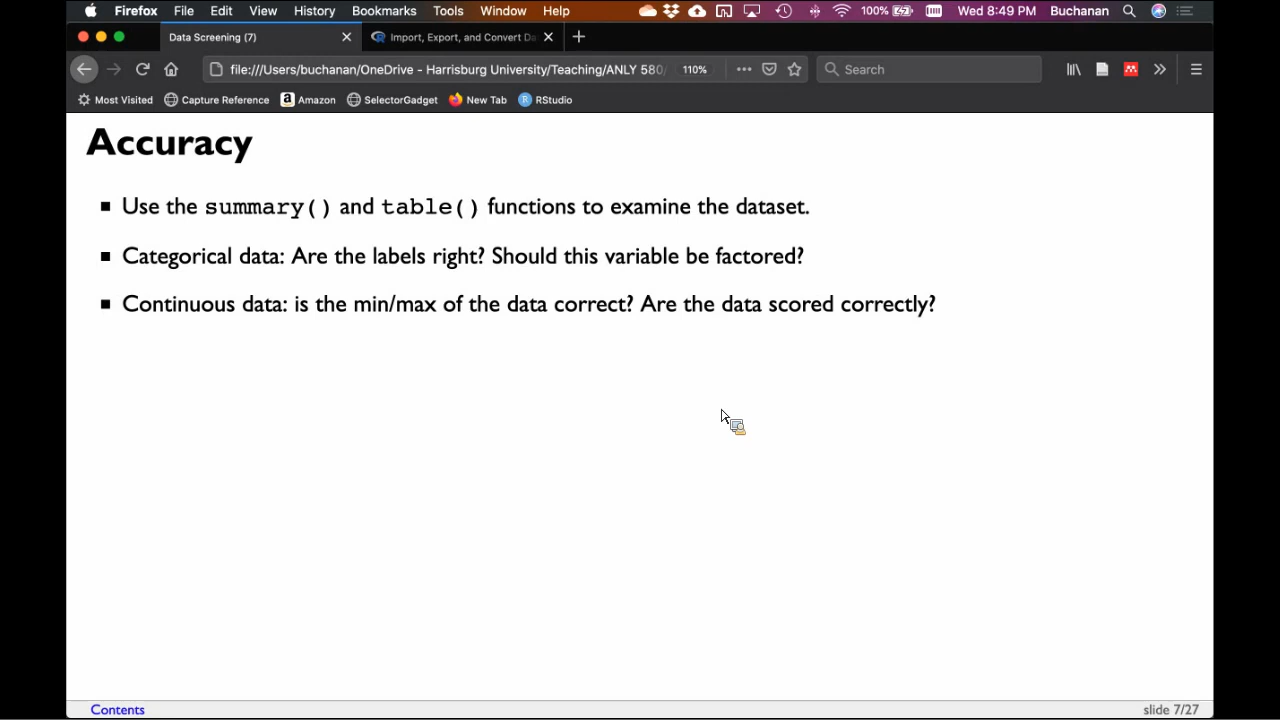 Firefox File Edit View History Bookmarks Tools Window Help 100% Wed 8:49 PM Buchanan
Data Screening (7) Import, Export, and Convert Da
file:///Users/buchanan/OneDrive - Harrisburg University/Teaching/ANLY 580/ 110% Search
Most Visited Capture Reference Amazon SelectorGadget New Tab RStudio
Accuracy
Use the summary() and table() functions to examine the dataset.
Categorical data: Are the labels right? Should this variable be factored?
Continuous data: is the min/max of the data correct? Are the data scored correctly?
Contents slide 7/27